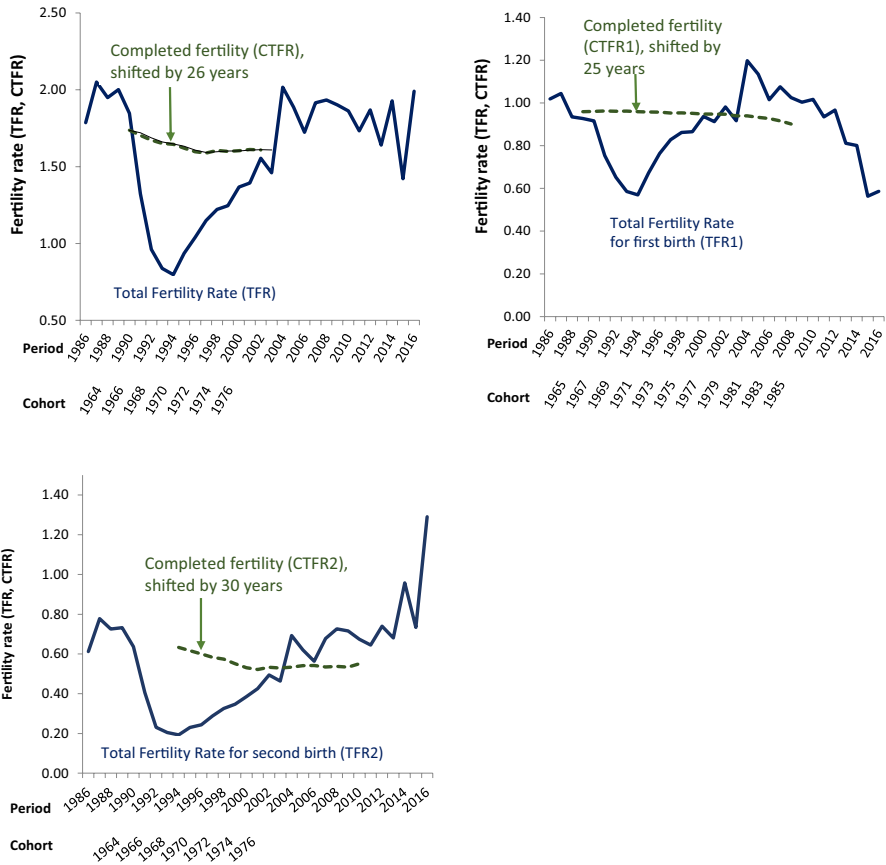 2.50
2.00
1.50
1.00
0.50
Fertility rate (TFR, CTFR)
Completed fertility (CTFR),
shifted by 26 years
Total Fertility Rate (TFR)
Period
1986 1988 1990 1992 1994 1996 1998 2000 2002 2004 2006 2008 2010 2012 2014 2016
Cohort
1964 1966 1968 1970 1972 1974 1976
1.40
1.20
1.00
0.80
0.60
0.40
0.20
0.00
Fertility rate (TFR, CTFR)
Completed fertility
(CTFR1), shifted by
25 years
Total Fertility Rate
for first birth (TFR1)
Period
1986 1988 1990 1992 1994 1996 1998 2000 2002 2004 2006 2008 2010 2012 2014 2016
Cohort
1965 1967 1969 1971 1973 1975 1977 1979 1981 1983 1985
1.40
1.20
1.00
0.80
0.60
0.40
0.20
0.00
Fertility rate (TFR, CTFR)
Completed fertility (CTFR2),
shifted by 30 years
Total Fertility Rate for second birth (TFR2)
Period
1986 1988 1990 1992 1994 1996 1998 2000 2002 2004 2006 2008 2010 2012 2014 2016
Cohort
1964 1966 1968 1970 1972 1974 1976